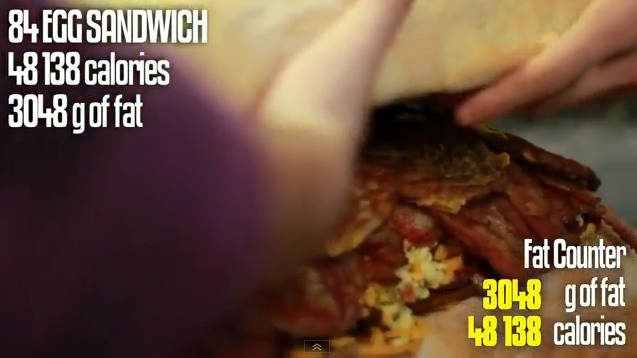 84 EGG SANDWICH
48 138 calories
3048 g of fat
Fat Counter
3048 g of fat
48 138 calories